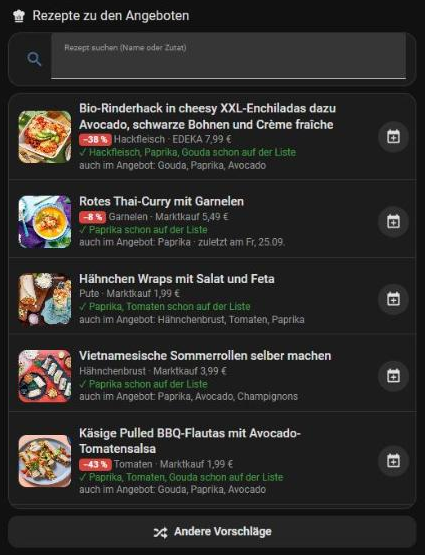 Rezepte zu den Angeboten
Rezept suchen (Name oder Zutat)
Bio-Rinderhack in cheesy XXL-Enchiladas dazu
Avocado, schwarze Bohnen und Crème fraîche
−38 % Hackfleisch · EDEKA 7,99 €
✓ Hackfleisch, Paprika, Gouda schon auf der Liste
auch im Angebot: Gouda, Paprika, Avocado
Rotes Thai-Curry mit Garnelen
−8 % Garnelen · Marktkauf 5,49 €
✓ Paprika schon auf der Liste
auch im Angebot: Paprika · zuletzt am Fr, 25.09.
Hähnchen Wraps mit Salat und Feta
Pute · Marktkauf 1,99 €
✓ Paprika, Tomaten schon auf der Liste
auch im Angebot: Hähnchenbrust, Tomaten, Paprika
Vietnamesische Sommerrollen selber machen
Hähnchenbrust · Marktkauf 3,99 €
✓ Paprika schon auf der Liste
auch im Angebot: Paprika, Avocado, Champignons
Käsige Pulled BBQ-Flautas mit Avocado-
Tomatensalsa
−43 % Tomaten · Marktkauf 1,99 €
✓ Paprika, Tomaten, Gouda schon auf der Liste
auch im Angebot: Gouda, Paprika, Avocado
Andere Vorschläge